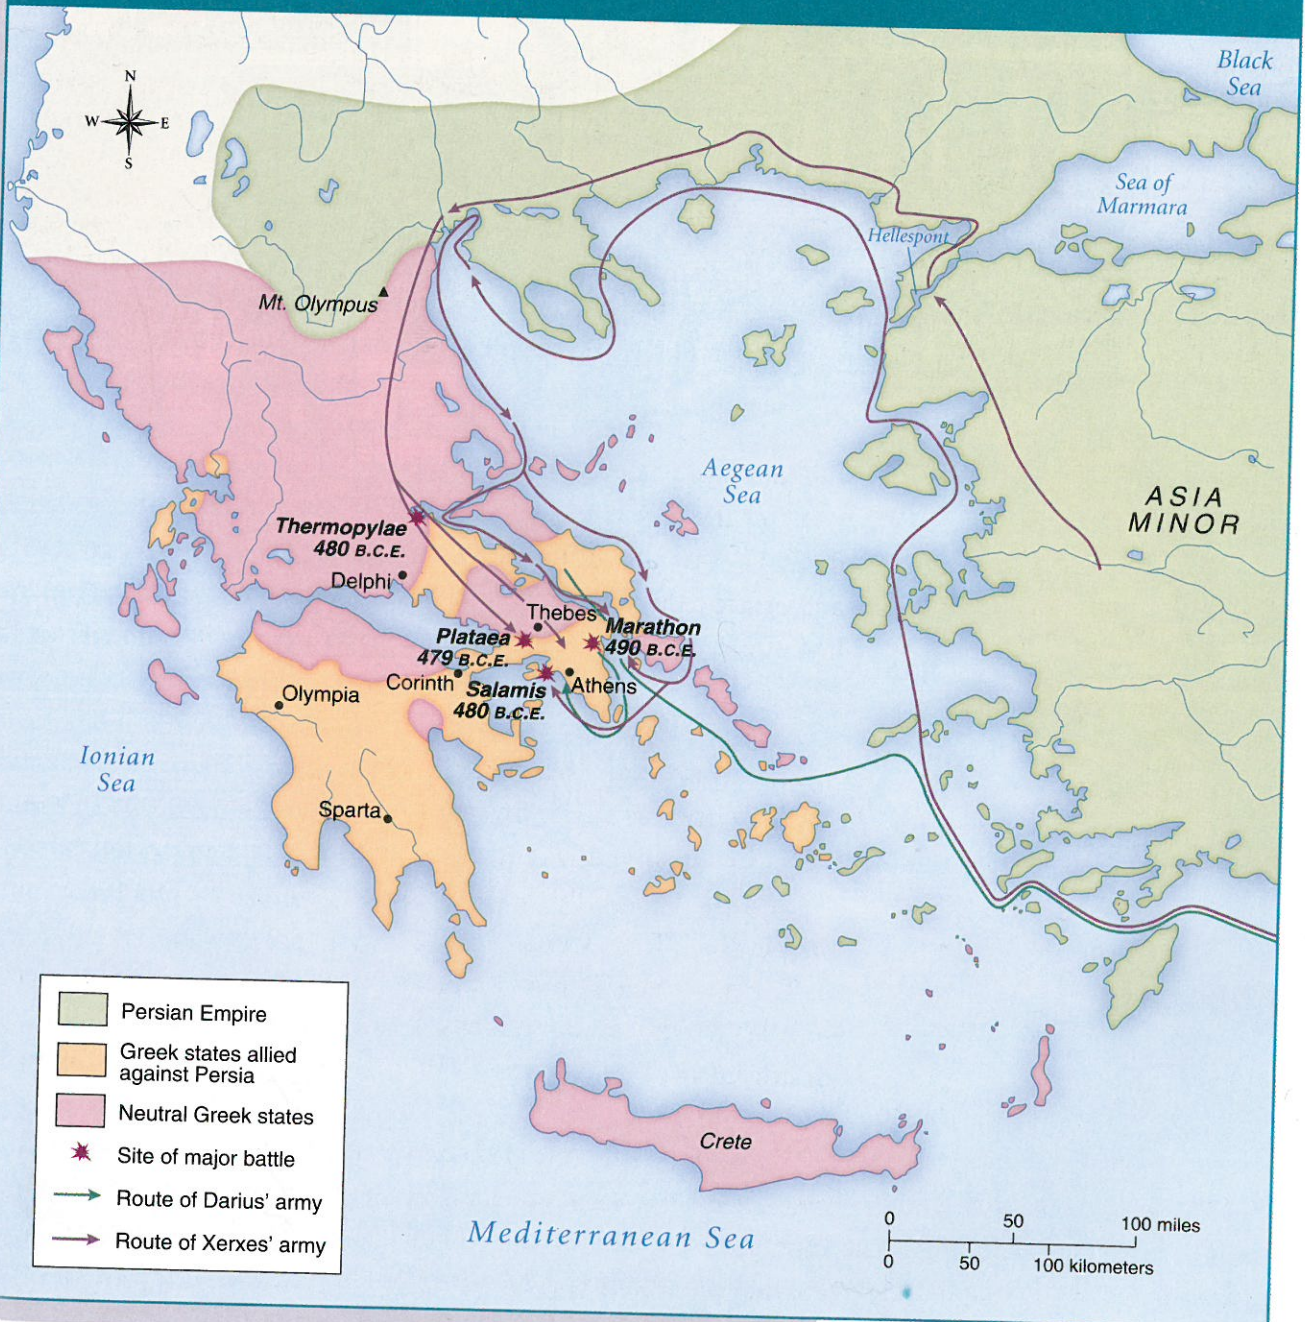 Black
Sea
N
W
E
S
Sea of
Marmara
Hellespont
Mt. Olympus
Aegean
Sea
ASIA
MINOR
Thermopylae
480 B.C.E.
Delphi
Thebes
Marathon
490 B.C.E.
Plataea
479 B.C.E.
Corinth
Salamis
480 B.C.E.
Athens
Olympia
Ionian
Sea
Sparta
Persian Empire
Greek states allied
against Persia
Neutral Greek states
Site of major battle
Route of Darius' army
Route of Xerxes' army
Crete
Mediterranean Sea
0 50 100 miles
0 50 100 kilometers